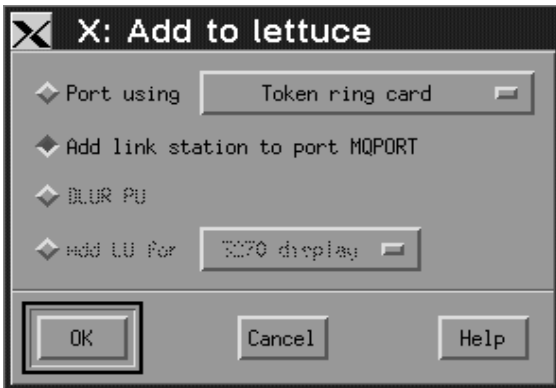 X: Add to lettuce
Port using Token ring card
Add link station to port MQPORT
DLUR PU
Add LU for 3270 display
OK Cancel Help